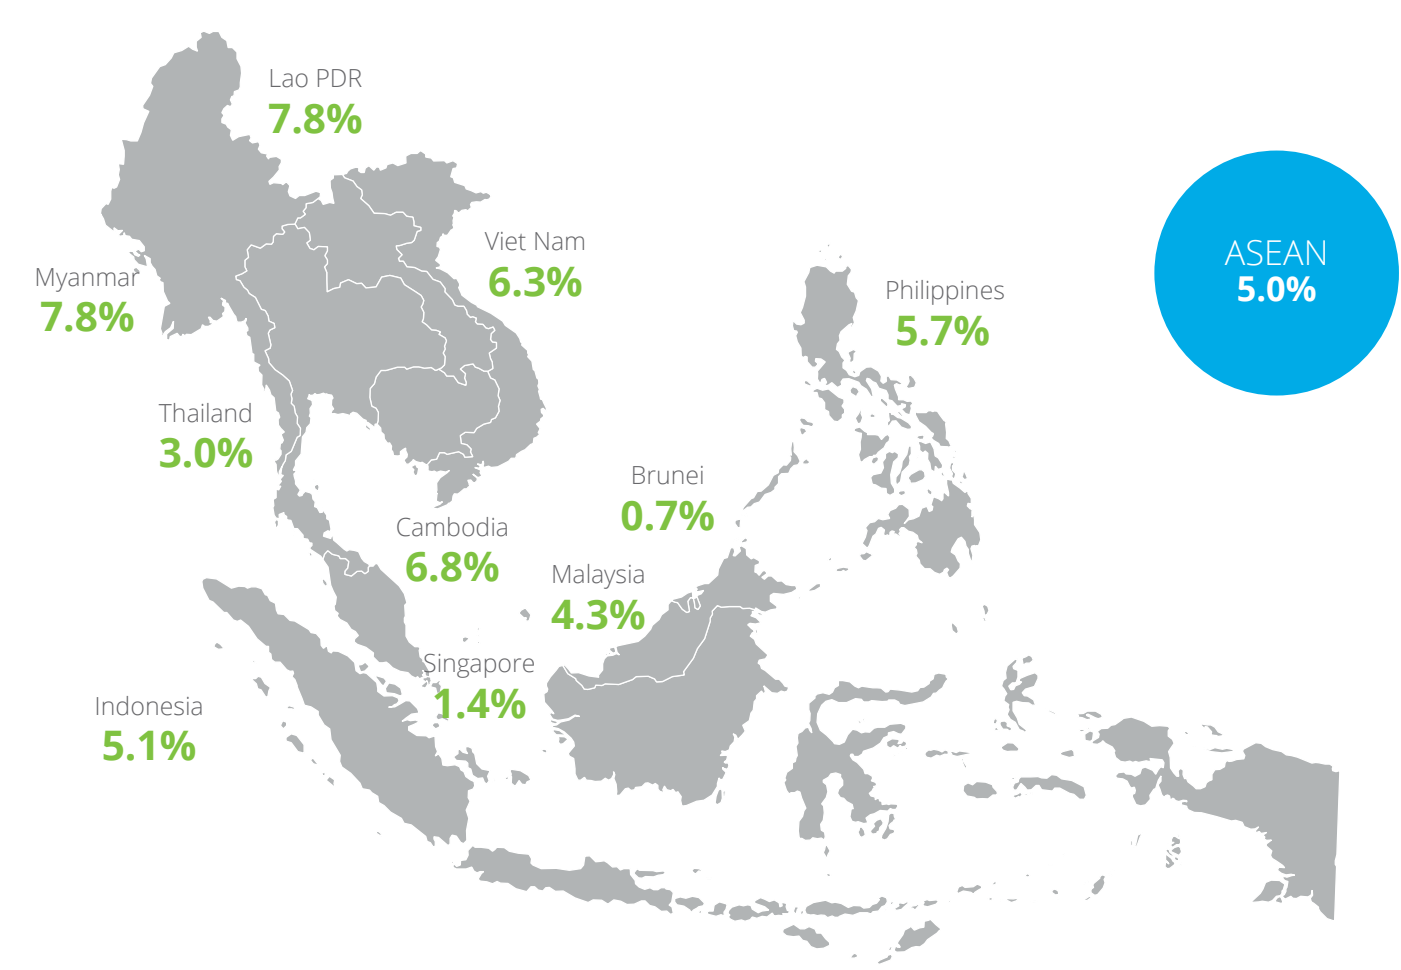 Lao PDR
7.8%
Viet Nam
6.3%
ASEAN
5.0%
Myanmar
7.8%
Philippines
5.7%
Thailand
3.0%
Brunei
0.7%
Cambodia
6.8%
Malaysia
4.3%
Singapore
1.4%
Indonesia
5.1%